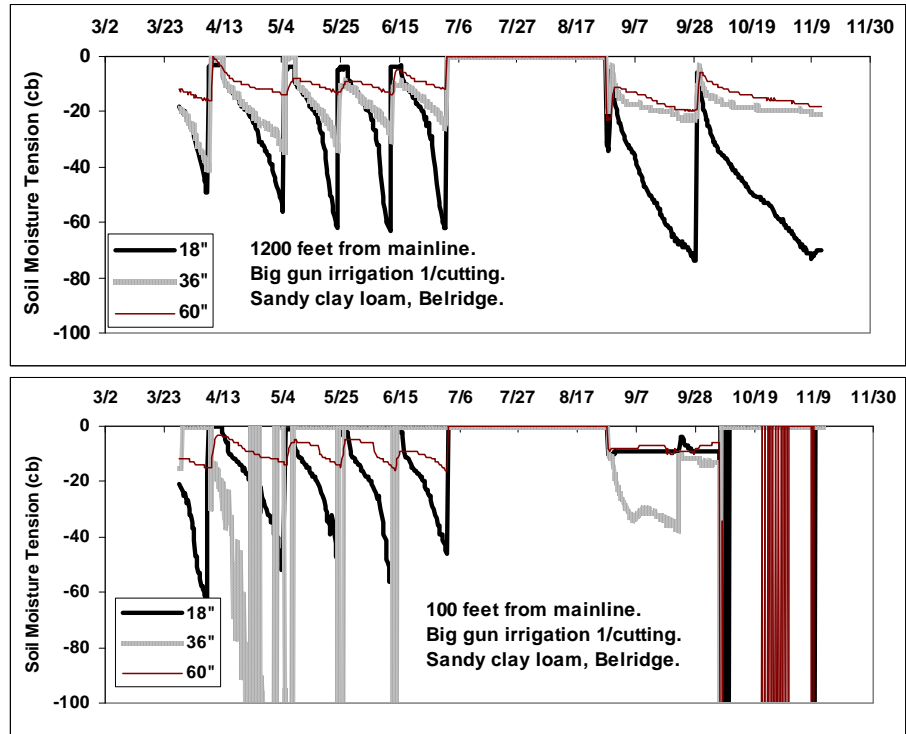 3/2 3/23 4/13 5/4 5/25 6/15 7/6 7/27 8/17 9/7 9/28 10/19 11/9 11/30
Soil Moisture Tension (cb)
0
-20
-40
-60
-80
-100
18"
36"
60"
1200 feet from mainline.
Big gun irrigation 1/cutting.
Sandy clay loam, Belridge.
3/2 3/23 4/13 5/4 5/25 6/15 7/6 7/27 8/17 9/7 9/28 10/19 11/9 11/30
Soil Moisture Tension (cb)
0
-20
-40
-60
-80
-100
18"
36"
60"
100 feet from mainline.
Big gun irrigation 1/cutting.
Sandy clay loam, Belridge.